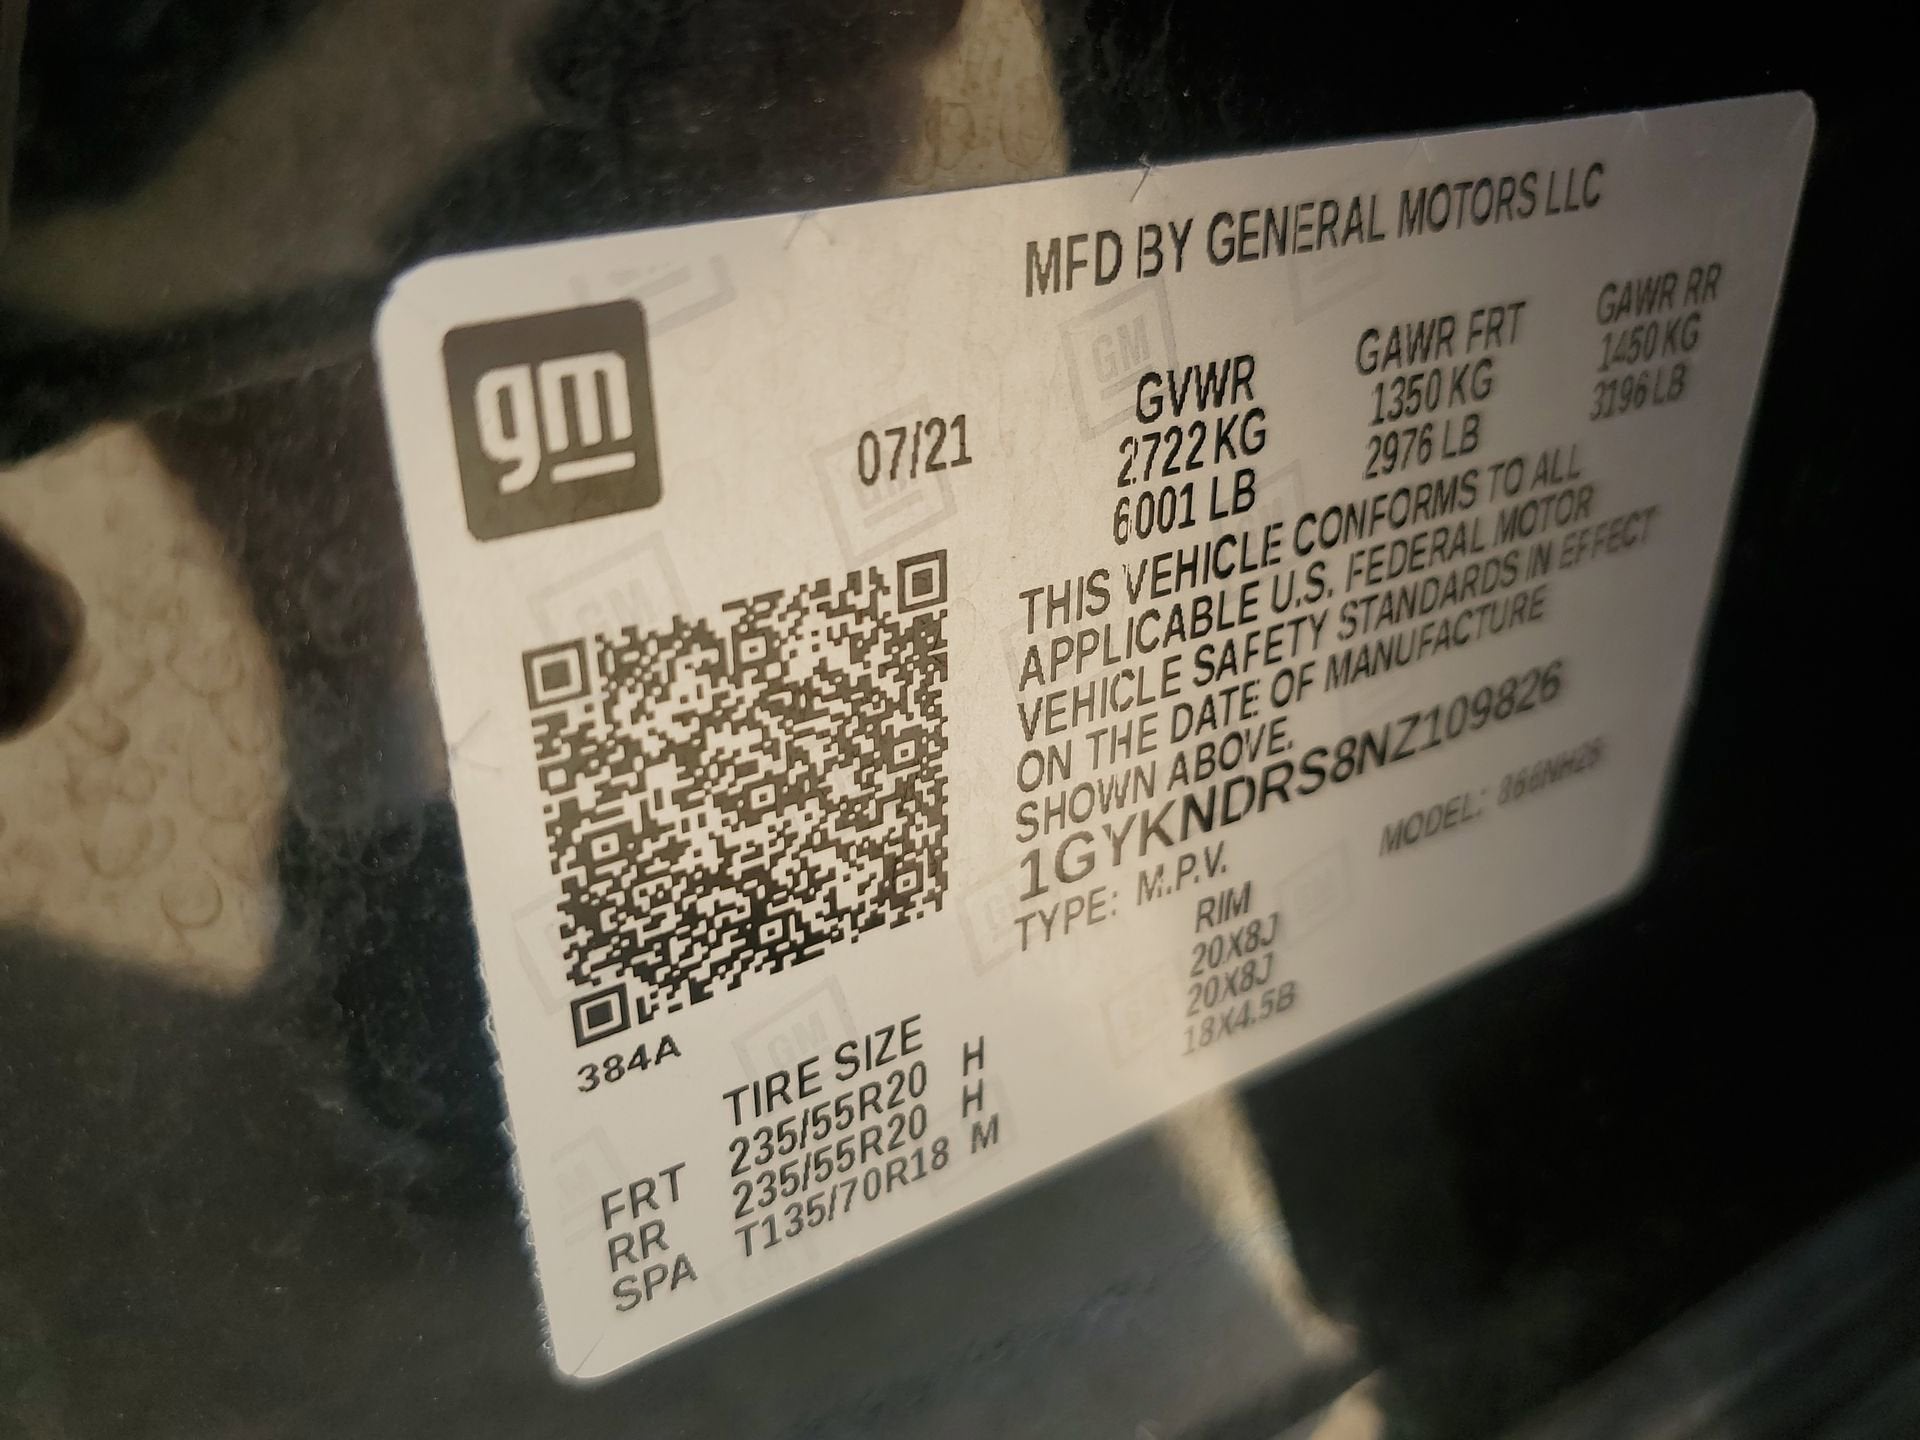 MFD BY GENERAL MOTORS LLC
gm
07/21
GVWR GAWR FRT GAWR RR
2722 KG 1350 KG 1450 KG
6001 LB 2976 LB 3196 LB
THIS VEHICLE CONFORMS TO ALL
APPLICABLE U.S. FEDERAL MOTOR
VEHICLE SAFETY STANDARDS IN EFFECT
ON THE DATE OF MANUFACTURE
SHOWN ABOVE.
1GYKNDRS8NZ109826
TYPE: M.P.V. MODEL:
384A
TIRE SIZE RIM
FRT 235/55R20 H 20X8J
RR 235/55R20 H 20X8J
SPA T135/70R18 M 18X4.5B